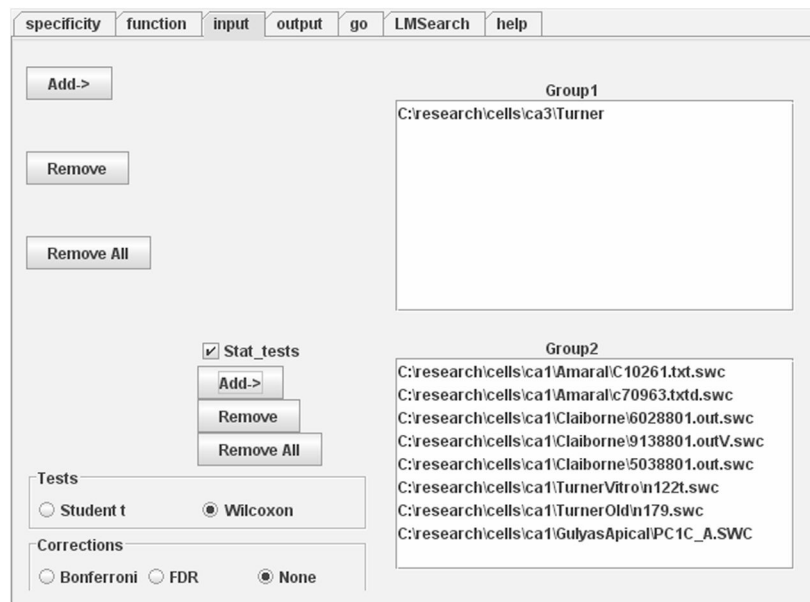 specificity function input output go LMSearch help
Add->
Remove
Remove All
Group1
C:\research\cells\ca3\Turner
Stat_tests
Add->
Remove
Remove All
Tests
Student t Wilcoxon
Corrections
Bonferroni FDR None
Group2
C:\research\cells\ca1\Amaral\C10261.txt.swc
C:\research\cells\ca1\Amaral\c70963.txtd.swc
C:\research\cells\ca1\Claiborne\6028801.out.swc
C:\research\cells\ca1\Claiborne\9138801.outV.swc
C:\research\cells\ca1\Claiborne\5038801.out.swc
C:\research\cells\ca1\TurnerVitro\n122t.swc
C:\research\cells\ca1\TurnerOld\n179.swc
C:\research\cells\ca1\GulyasApical\PC1C_A.SWC